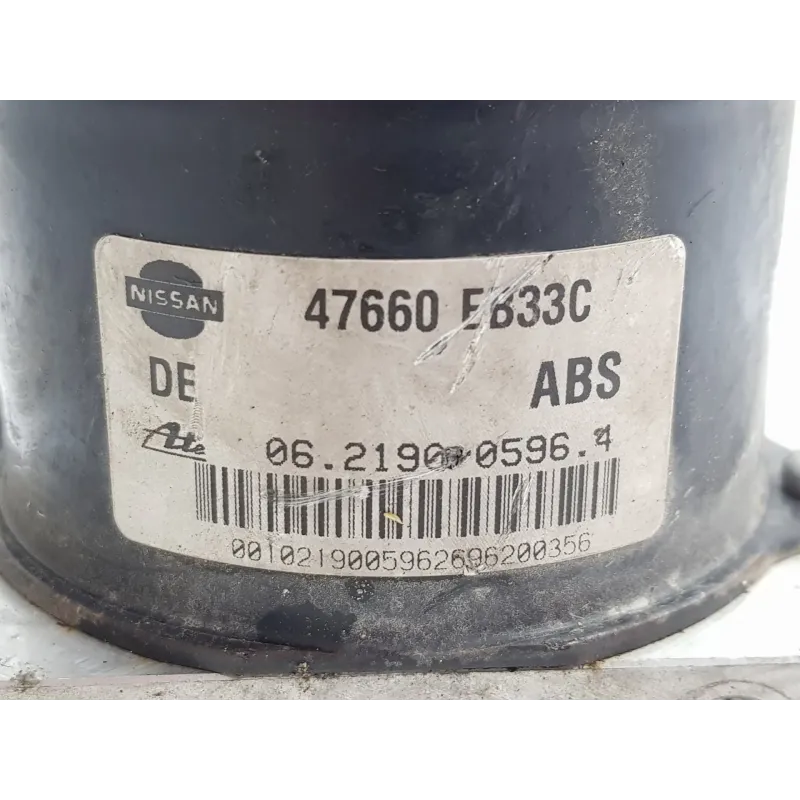 NISSAN 47660 EB33C
DE ABS
Ate 06.2190-0596.4
0010219005962696200356